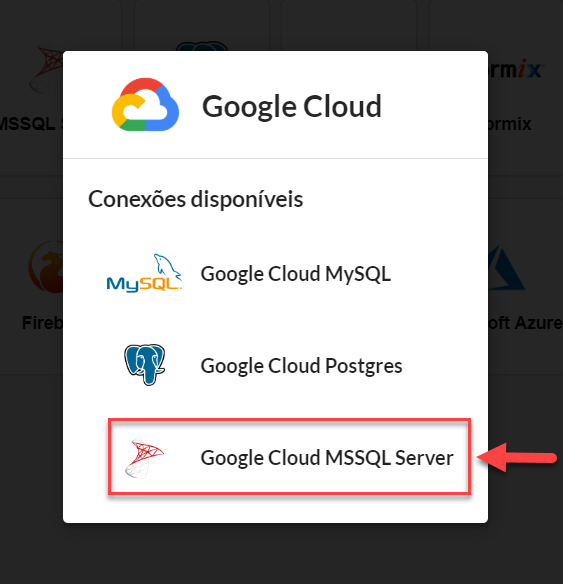 ormix
MSSQL S
ormix
Google Cloud
Conexões disponíveis
MySQL
Google Cloud MySQL
Fireb
oft Azure
Google Cloud Postgres
Google Cloud MSSQL Server